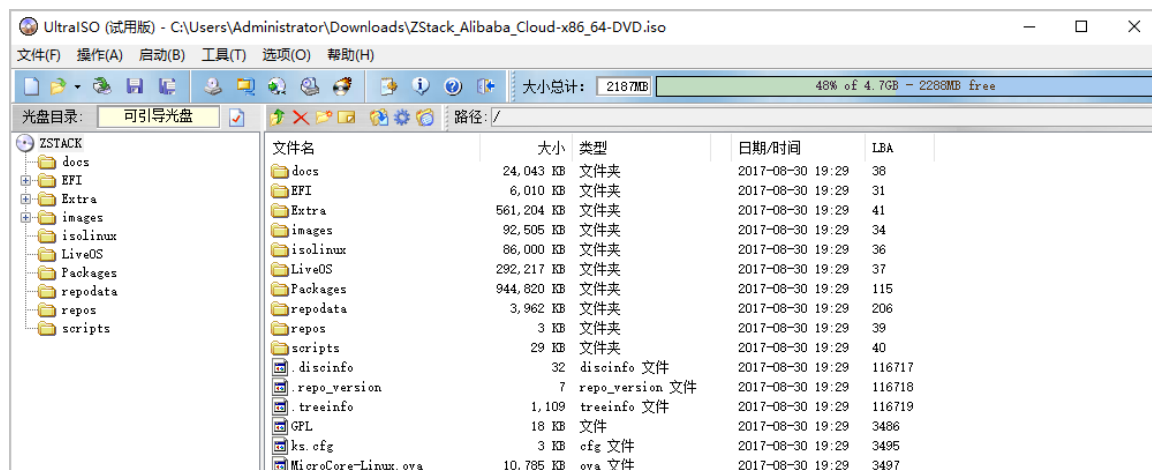 UltraISO (试用版) - C:\Users\Administrator\Downloads\ZStack_Alibaba_Cloud-x86_64-DVD.iso
文件(F) 操作(A) 启动(B) 工具(T) 选项(O) 帮助(H)
大小总计: 2187MB 48% of 4.7GB - 2288MB free
光盘目录: 可引导光盘 路径: /
ZSTACK
docs
EFI
Extra
images
isolinux
LiveOS
Packages
repodata
repos
scripts
文件名 大小 类型 日期/时间 LBA
docs 24,043 KB 文件夹 2017-08-30 19:29 38
EFI 6,010 KB 文件夹 2017-08-30 19:29 31
Extra 561,204 KB 文件夹 2017-08-30 19:29 41
images 92,505 KB 文件夹 2017-08-30 19:29 34
isolinux 86,000 KB 文件夹 2017-08-30 19:29 36
LiveOS 292,217 KB 文件夹 2017-08-30 19:29 37
Packages 944,820 KB 文件夹 2017-08-30 19:29 115
repodata 3,962 KB 文件夹 2017-08-30 19:29 206
repos 3 KB 文件夹 2017-08-30 19:29 39
scripts 29 KB 文件夹 2017-08-30 19:29 40
.discinfo 32 discinfo 文件 2017-08-30 19:29 116717
.repo_version 7 repo_version 文件 2017-08-30 19:29 116718
.treeinfo 1,109 treeinfo 文件 2017-08-30 19:29 116719
GPL 18 KB 文件 2017-08-30 19:29 3486
ks.cfg 3 KB cfg 文件 2017-08-30 19:29 3495
MicroCore-Linux.ova 10,785 KB ova 文件 2017-08-30 19:29 3497